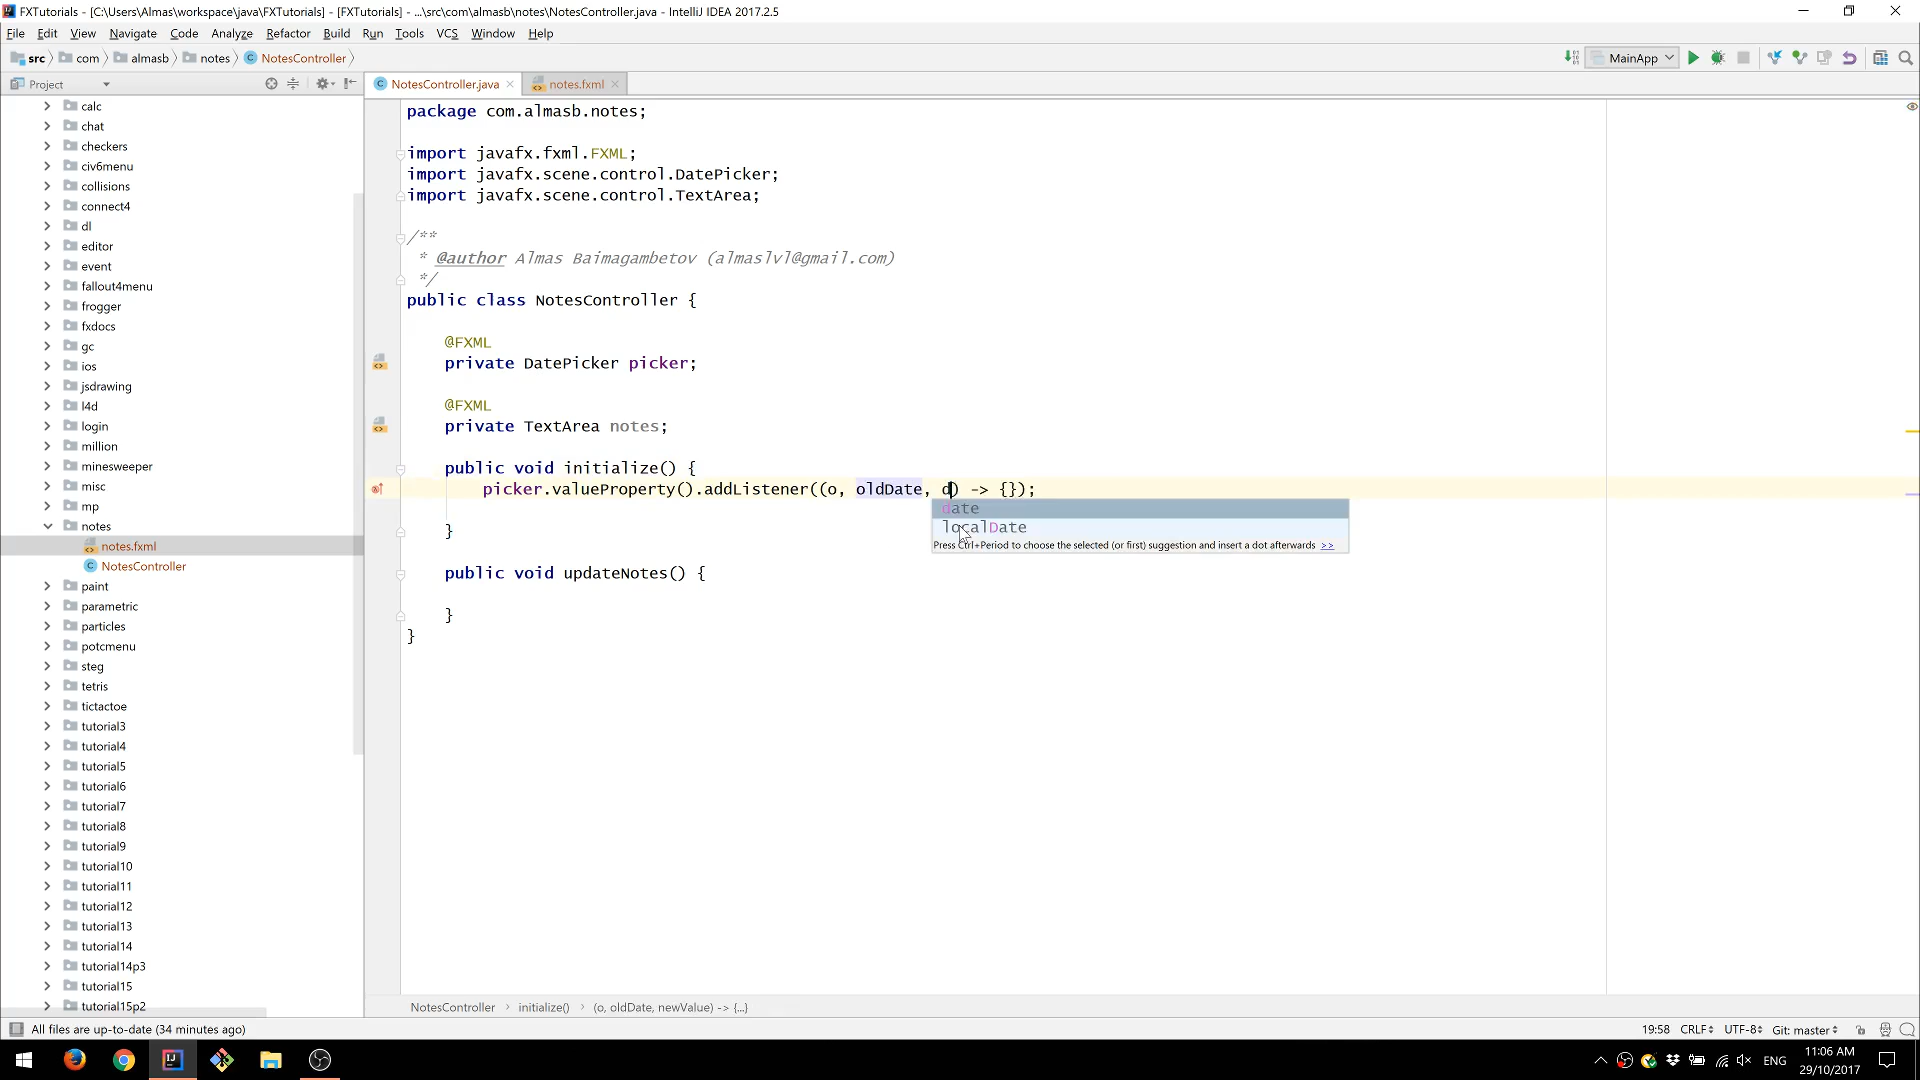 FXTutorials - [C:\Users\Almas\workspace\java\FXTutorials] - [FXTutorials] - ...\src\com\almasb\notes\NotesController.java - IntelliJ IDEA 2017.2.5
File Edit View Navigate Code Analyze Refactor Build Run Tools VCS Window Help
src com almasb notes NotesController MainApp
Project
NotesController.java notes.fxml
calc
chat
checkers
civ6menu
collisions
connect4
dl
editor
event
fallout4menu
frogger
fxdocs
gc
ios
jsdrawing
l4d
login
million
minesweeper
misc
mp
notes
notes.fxml
NotesController
paint
parametric
particles
potcmenu
steg
tetris
tictactoe
tutorial3
tutorial4
tutorial5
tutorial6
tutorial7
tutorial8
tutorial9
tutorial10
tutorial11
tutorial12
tutorial13
tutorial14
tutorial14p3
tutorial15
tutorial15p2
package com.almasb.notes;
import javafx.fxml.FXML;
import javafx.scene.control.DatePicker;
import javafx.scene.control.TextArea;
/**
* @author Almas Baimagambetov (almaslvl@gmail.com)
*/
public class NotesController {
@FXML
private DatePicker picker;
@FXML
private TextArea notes;
public void initialize() {
picker.valueProperty().addListener((o, oldDate, d) -> {});
date
localDate
Press Ctrl+Period to choose the selected (or first) suggestion and insert a dot afterwards >>
}
public void updateNotes() {
}
}
NotesController initialize() (o, oldDate, newValue) -> {...}
All files are up-to-date (34 minutes ago) 19:58 CRLF UTF-8 Git: master
ENG 11:06 AM
29/10/2017